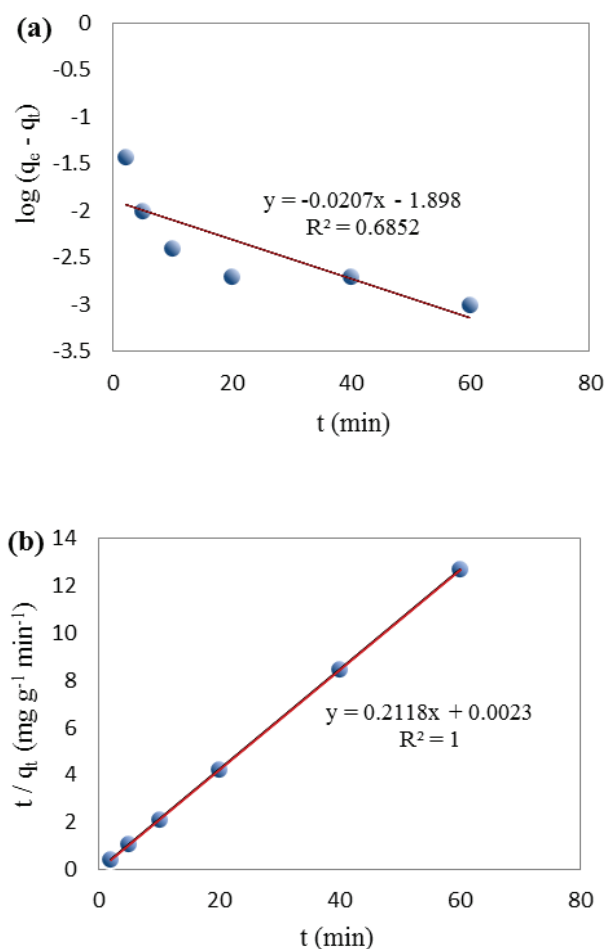 (a)
0
-0.5
-1
-1.5
-2
-2.5
-3
-3.5
log (qₑ - qₜ)
y = -0.0207x - 1.898
R² = 0.6852
0 20 40 60 80
t (min)
(b)
14
12
10
8
6
4
2
0
t / qₜ (mg g⁻¹ min⁻¹)
y = 0.2118x + 0.0023
R² = 1
0 20 40 60 80
t (min)